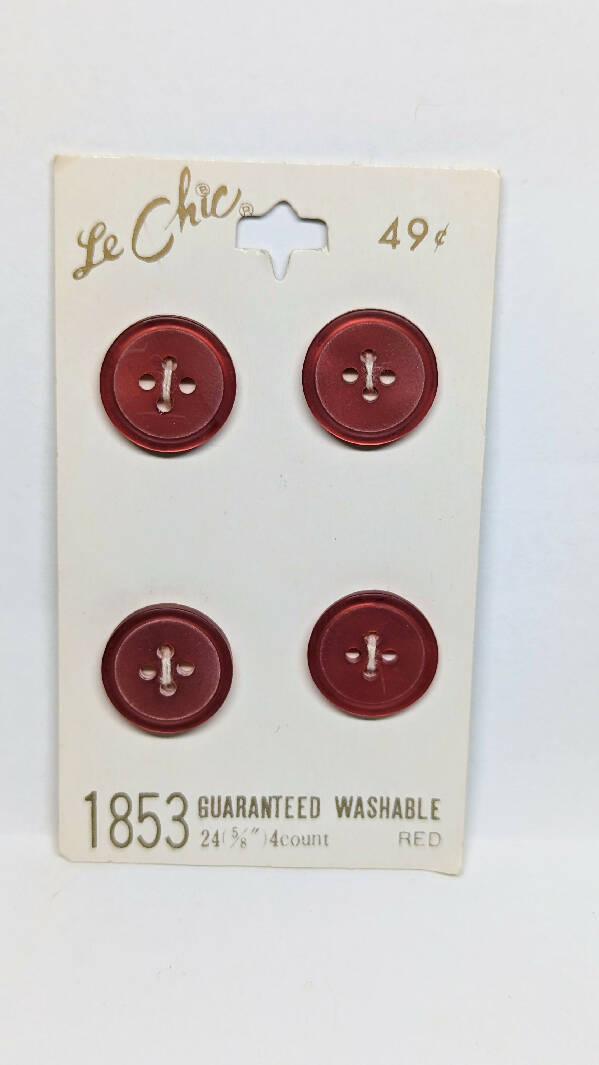 Le Chic®®
49¢
1853 GUARANTEED WASHABLE
24(5/8")4count RED